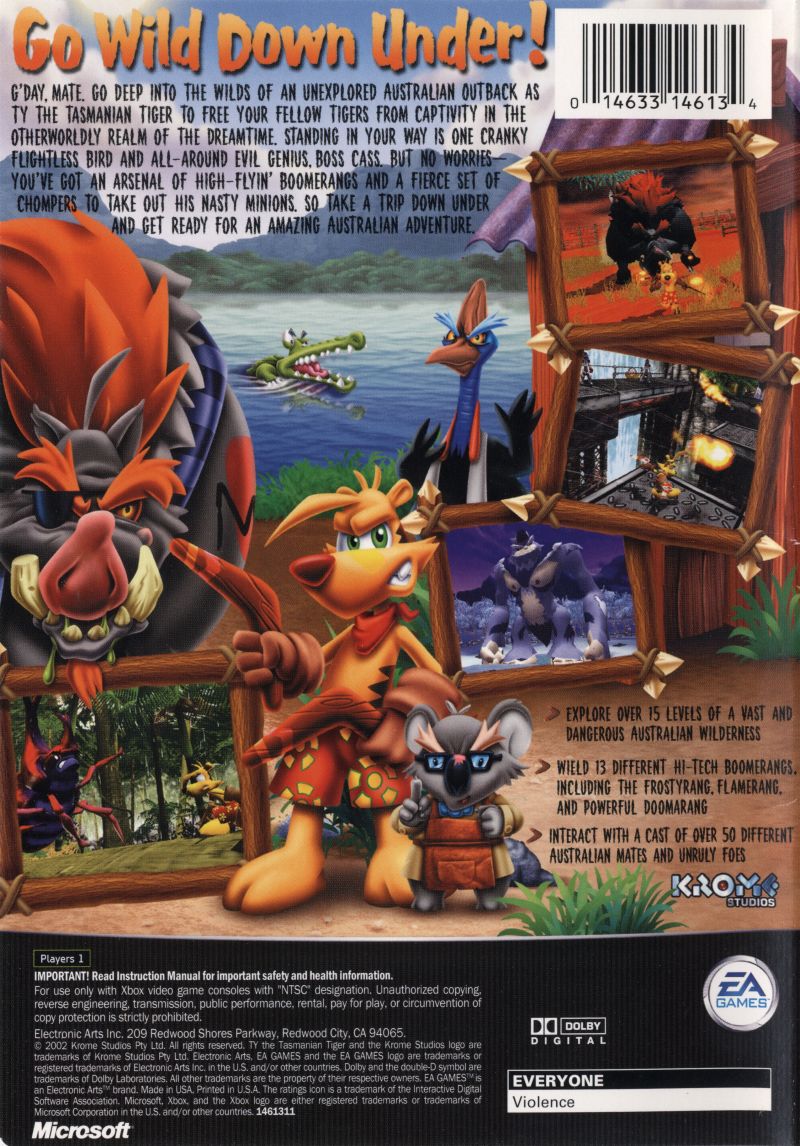 Go Wild Down Under!
0 14633 14613 4
G'DAY, MATE. GO DEEP INTO THE WILDS OF AN UNEXPLORED AUSTRALIAN OUTBACK AS
TY THE TASMANIAN TIGER TO FREE YOUR FELLOW TIGERS FROM CAPTIVITY IN THE
OTHERWORLDLY REALM OF THE DREAMTIME. STANDING IN YOUR WAY IS ONE CRANKY
FLIGHTLESS BIRD AND ALL-AROUND EVIL GENIUS, BOSS CASS. BUT NO WORRIES—
YOU'VE GOT AN ARSENAL OF HIGH-FLYIN' BOOMERANGS AND A FIERCE SET OF
CHOMPERS TO TAKE OUT HIS NASTY MINIONS. SO TAKE A TRIP DOWN UNDER
AND GET READY FOR AN AMAZING AUSTRALIAN ADVENTURE.
EXPLORE OVER 15 LEVELS OF A VAST AND
DANGEROUS AUSTRALIAN WILDERNESS
WIELD 13 DIFFERENT HI-TECH BOOMERANGS,
INCLUDING THE FROSTYRANG, FLAMERANG,
AND POWERFUL DOOMARANG
INTERACT WITH A CAST OF OVER 50 DIFFERENT
AUSTRALIAN MATES AND UNRULY FOES
KROME
STUDIOS
Players 1
IMPORTANT! Read Instruction Manual for important safety and health information.
For use only with Xbox video game consoles with "NTSC" designation. Unauthorized copying,
reverse engineering, transmission, public performance, rental, pay for play, or circumvention of
copy protection is strictly prohibited.
Electronic Arts Inc. 209 Redwood Shores Parkway, Redwood City, CA 94065.
© 2002 Krome Studios Pty Ltd. All rights reserved. TY the Tasmanian Tiger and the Krome Studios logo are
trademarks of Krome Studios Pty Ltd. Electronic Arts, EA GAMES and the EA GAMES logo are trademarks or
registered trademarks of Electronic Arts Inc. in the U.S. and/or other countries. Dolby and the double-D symbol are
trademarks of Dolby Laboratories. All other trademarks are the property of their respective owners. EA GAMES™ is
an Electronic Arts™ brand. Made in USA, Printed in U.S.A. The ratings icon is a trademark of the Interactive Digital
Software Association. Microsoft, Xbox, and the Xbox logo are either registered trademarks or trademarks of
Microsoft Corporation in the U.S. and/or other countries. 1461311
Microsoft
DOLBY
DIGITAL
EA
GAMES™
EVERYONE
Violence